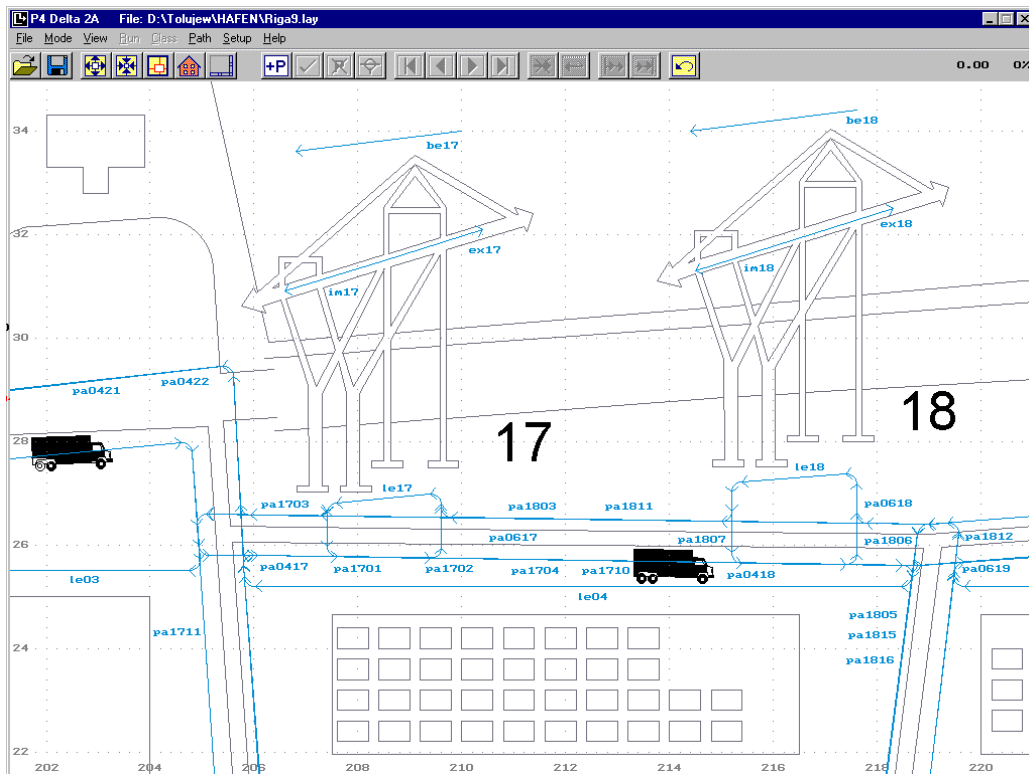 P4 Delta 2A File: D:\Tolujew\HAFEN\Riga9.lay
File Mode View Run Class Path Setup Help
+P 0.00 0%
34
be17
be18
32
ex17
ex18
im17
im18
30
pa0421
pa0422
28
17
18
le17
le18
pa1703
pa1803
pa1811
pa0618
26
pa0617
pa1807
pa1806
pa1812
pa0417
pa1701
pa1702
pa1704
pa1710
pa0418
pa0619
le03
le04
pa1711
pa1805
pa1815
pa1816
24
22
202 204 206 208 210 212 214 216 218 220